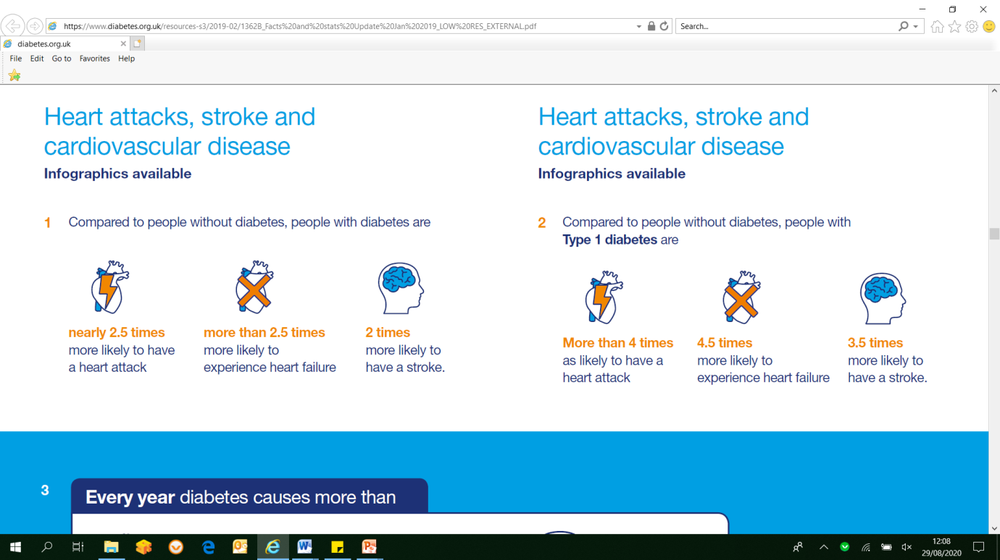 https://www.diabetes.org.uk/resources-s3/2019-02/1362B_Facts%20and%20stats%20Update%20Jan%202019_LOW%20RES_EXTERNAL.pdf
Search...
diabetes.org.uk
File Edit Go to Favorites Help
Heart attacks, stroke and
cardiovascular disease
Infographics available
1 Compared to people without diabetes, people with diabetes are
nearly 2.5 times
more likely to have
a heart attack
more than 2.5 times
more likely to
experience heart failure
2 times
more likely to
have a stroke.
Heart attacks, stroke and
cardiovascular disease
Infographics available
2 Compared to people without diabetes, people with
Type 1 diabetes are
More than 4 times
as likely to have a
heart attack
4.5 times
more likely to
experience heart failure
3.5 times
more likely to
have a stroke.
3
Every year diabetes causes more than
12:08
29/08/2020